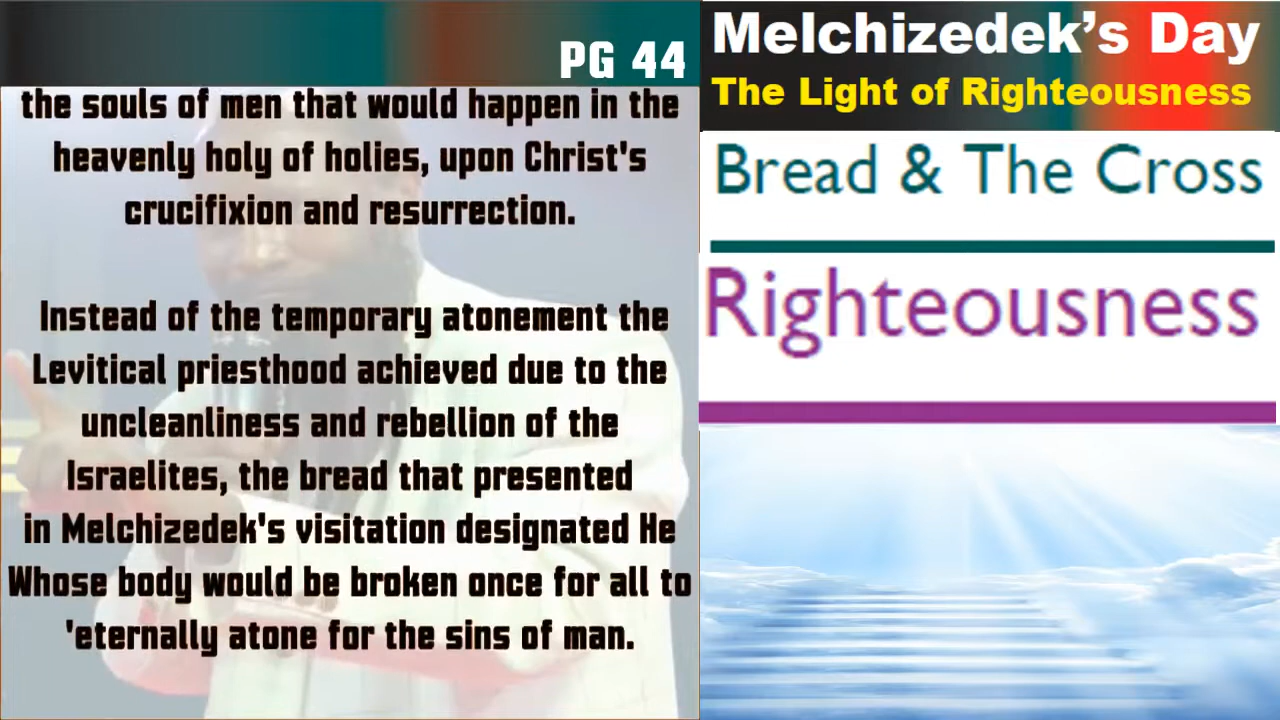 PG 44
the souls of men that would happen in the
heavenly holy of holies, upon Christ's
crucifixion and resurrection.
Instead of the temporary atonement the
Levitical priesthood achieved due to the
uncleanliness and rebellion of the
Israelites, the bread that presented
in Melchizedek's visitation designated He
Whose body would be broken once for all to
'eternally atone for the sins of man.
Melchizedek’s Day
The Light of Righteousness
Bread & The Cross
Righteousness